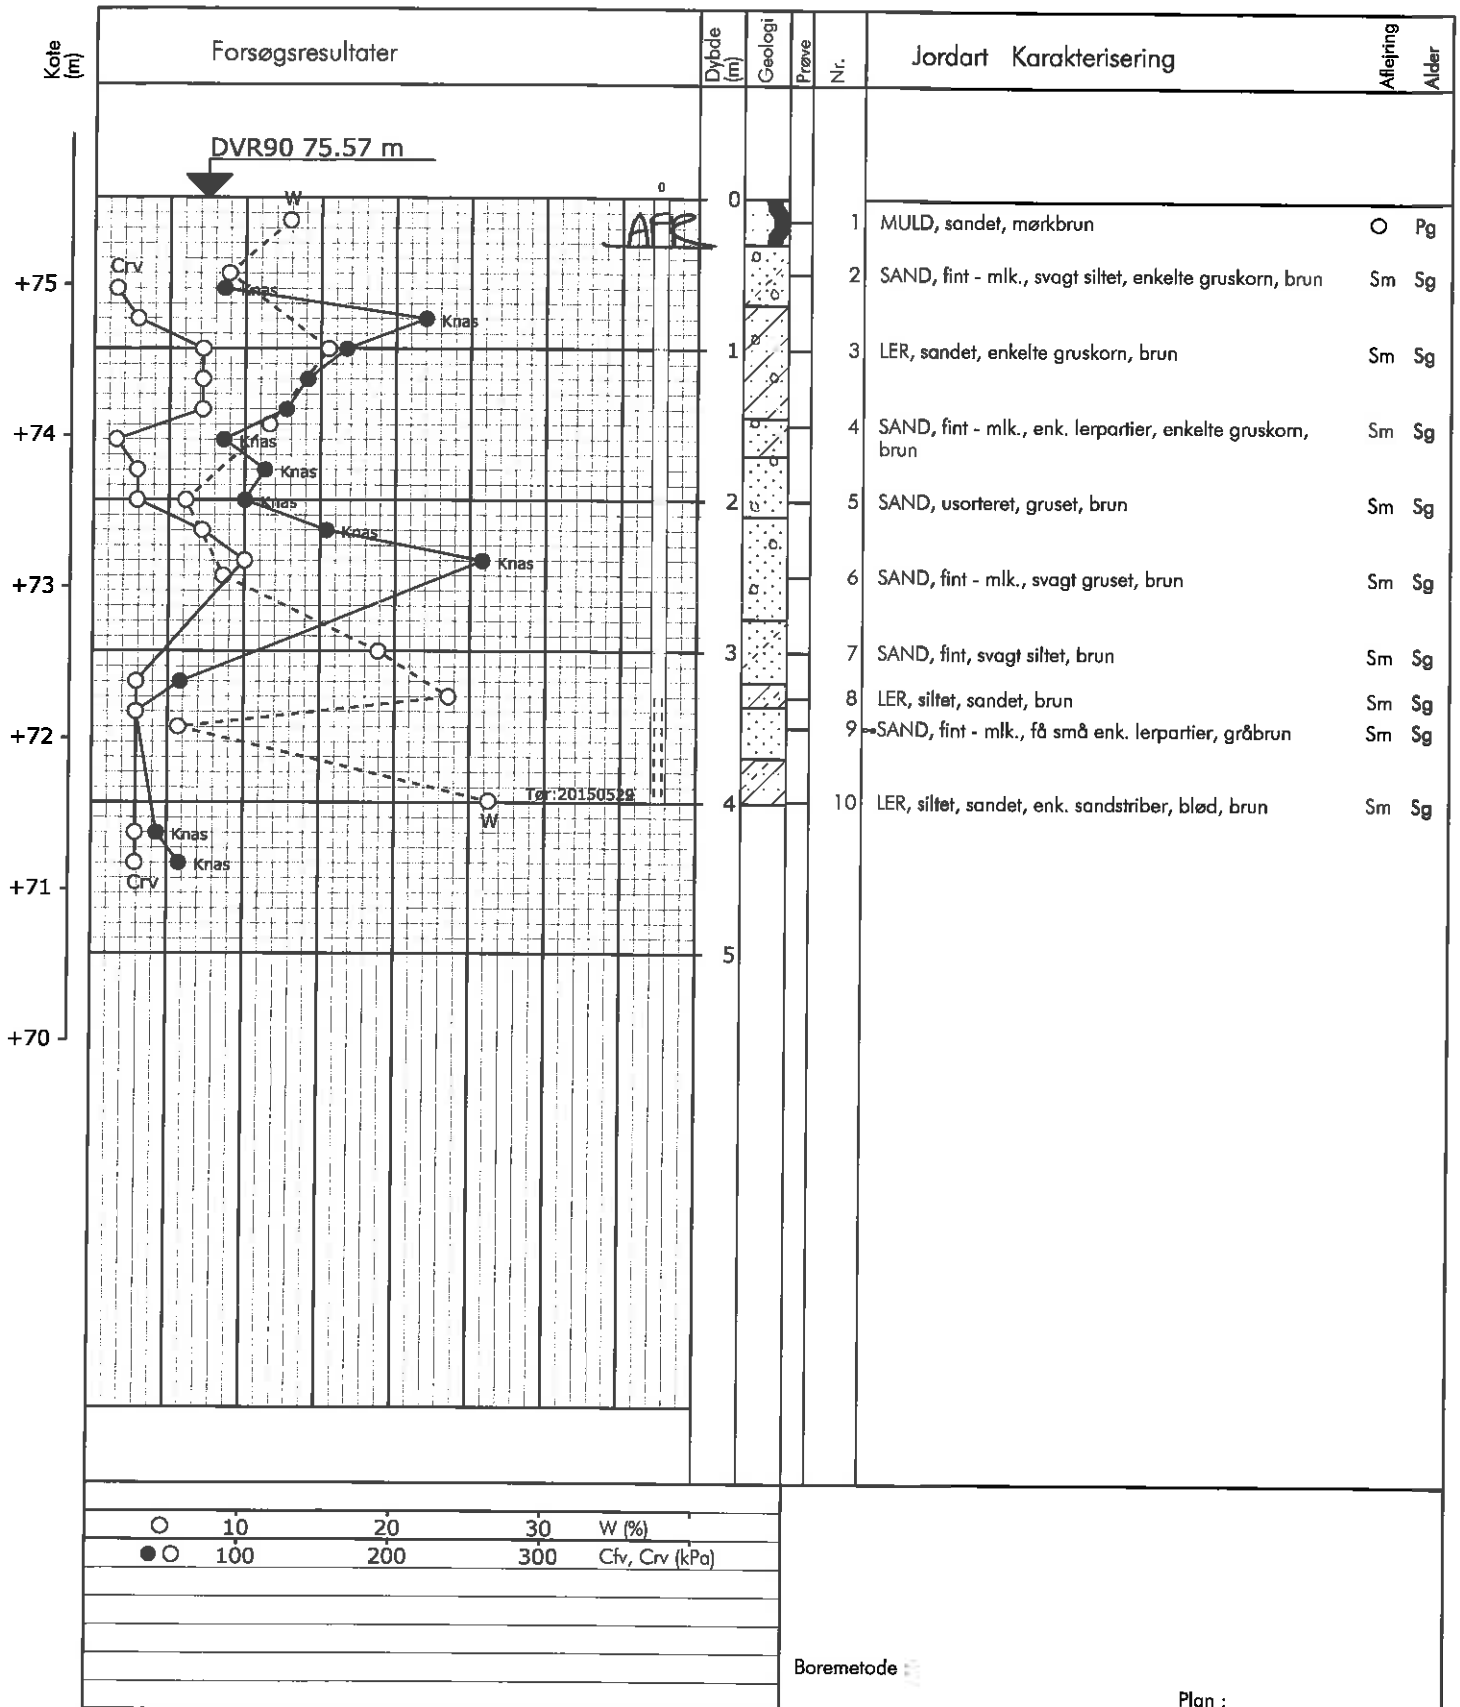 Kote (m)
Forsøgsresultater
Dybde (m)
Geologi
Prøve
Nr.
Jordart Karakterisering
Aflejring
Alder
DVR90 75.57 m
W
0
0
AFR
1 MULD, sandet, mørkbrun O Pg
Crv
+75
Knas
2 SAND, fint - mlk., svagt siltet, enkelte gruskorn, brun Sm Sg
Knas
1
3 LER, sandet, enkelte gruskorn, brun Sm Sg
+74
Knas
4 SAND, fint - mlk., enk. lerpartier, enkelte gruskorn,
brun Sm Sg
Knas
Knas
2
5 SAND, usorteret, gruset, brun Sm Sg
Knas
Knas
+73
6 SAND, fint - mlk., svagt gruset, brun Sm Sg
3
7 SAND, fint, svagt siltet, brun Sm Sg
8 LER, siltet, sandet, brun Sm Sg
+72
9 SAND, fint - mlk., få små enk. lerpartier, gråbrun Sm Sg
Tør:20150529
4
10 LER, siltet, sandet, enk. sandstriber, blød, brun Sm Sg
W
Knas
Knas
Crv
+71
5
+70
10 20 30 W (%)
100 200 300 Cfv, Crv (kPa)
Boremetode
Plan :